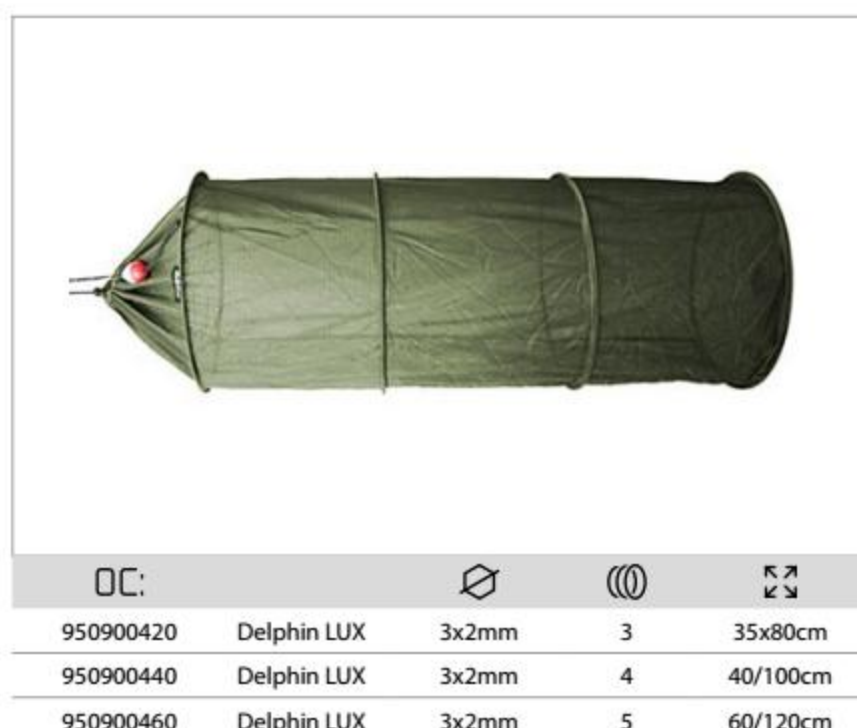 OC:
950900420 Delphin LUX 3x2mm 3 35x80cm
950900440 Delphin LUX 3x2mm 4 40/100cm
950900460 Delphin LUX 3x2mm 5 60/120cm